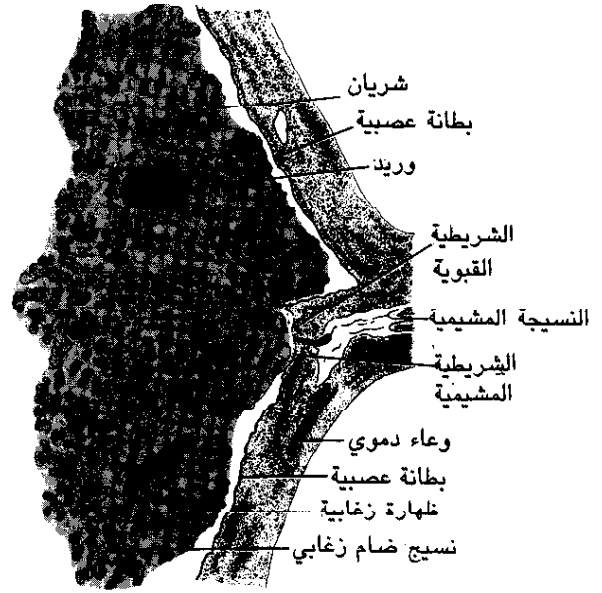 شريان
بطانة عصبية
وريد
الشريطية
القبوية
النسيجة المشيمية
الشريطية
المشيمية
وعاء دموي
بطانة عصبية
ظهارة زغابية
نسيج ضام زغابي